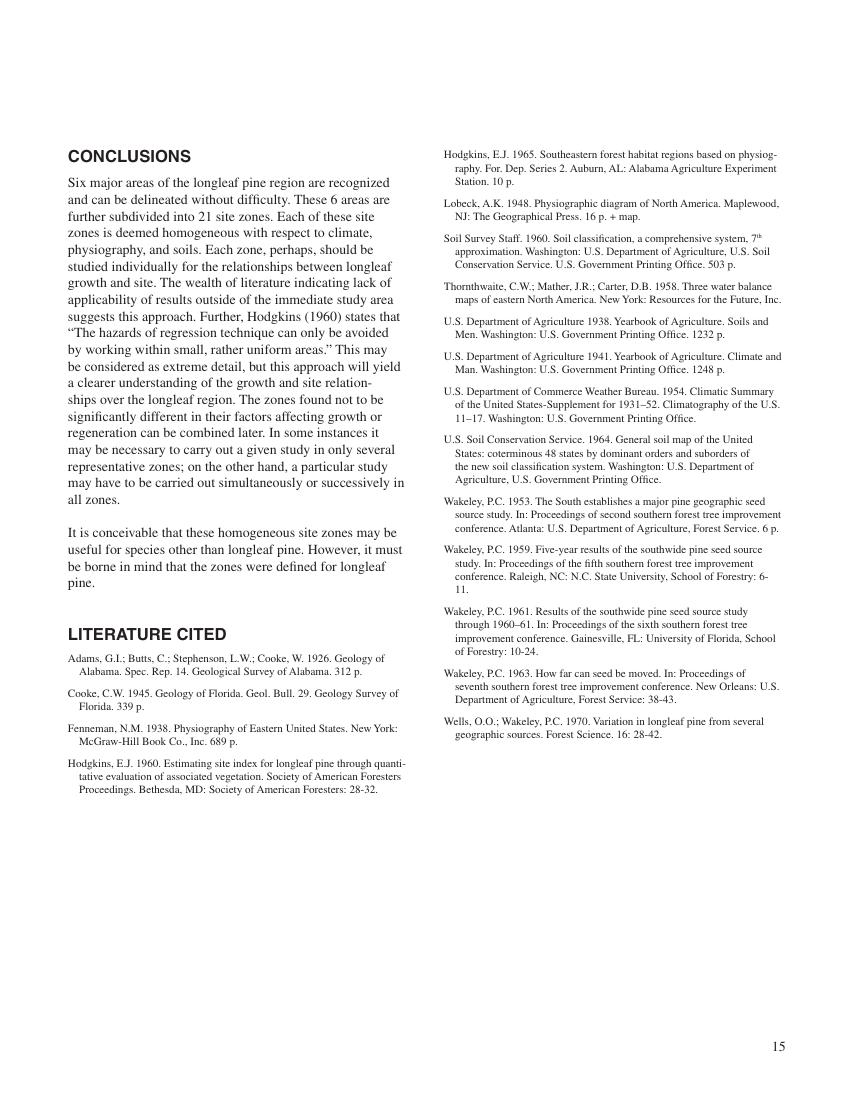 CONCLUSIONS
Six major areas of the longleaf pine region are recognized
and can be delineated without difficulty. These 6 areas are
further subdivided into 21 site zones. Each of these site
zones is deemed homogeneous with respect to climate,
physiography, and soils. Each zone, perhaps, should be
studied individually for the relationships between longleaf
growth and site. The wealth of literature indicating lack of
applicability of results outside of the immediate study area
suggests this approach. Further, Hodgkins (1960) states that
“The hazards of regression technique can only be avoided
by working within small, rather uniform areas.” This may
be considered as extreme detail, but this approach will yield
a clearer understanding of the growth and site relation-
ships over the longleaf region. The zones found not to be
significantly different in their factors affecting growth or
regeneration can be combined later. In some instances it
may be necessary to carry out a given study in only several
representative zones; on the other hand, a particular study
may have to be carried out simultaneously or successively in
all zones.
It is conceivable that these homogeneous site zones may be
useful for species other than longleaf pine. However, it must
be borne in mind that the zones were defined for longleaf
pine.
LITERATURE CITED
Adams, G.I.; Butts, C.; Stephenson, L.W.; Cooke, W. 1926. Geology of
Alabama. Spec. Rep. 14. Geological Survey of Alabama. 312 p.
Cooke, C.W. 1945. Geology of Florida. Geol. Bull. 29. Geology Survey of
Florida. 339 p.
Fenneman, N.M. 1938. Physiography of Eastern United States. New York:
McGraw-Hill Book Co., Inc. 689 p.
Hodgkins, E.J. 1960. Estimating site index for longleaf pine through quanti-
tative evaluation of associated vegetation. Society of American Foresters
Proceedings. Bethesda, MD: Society of American Foresters: 28-32.
Hodgkins, E.J. 1965. Southeastern forest habitat regions based on physiog-
raphy. For. Dep. Series 2. Auburn, AL: Alabama Agriculture Experiment
Station. 10 p.
Lobeck, A.K. 1948. Physiographic diagram of North America. Maplewood,
NJ: The Geographical Press. 16 p. + map.
Soil Survey Staff. 1960. Soil classification, a comprehensive system, 7th
approximation. Washington: U.S. Department of Agriculture, U.S. Soil
Conservation Service. U.S. Government Printing Office. 503 p.
Thornthwaite, C.W.; Mather, J.R.; Carter, D.B. 1958. Three water balance
maps of eastern North America. New York: Resources for the Future, Inc.
U.S. Department of Agriculture 1938. Yearbook of Agriculture. Soils and
Men. Washington: U.S. Government Printing Office. 1232 p.
U.S. Department of Agriculture 1941. Yearbook of Agriculture. Climate and
Man. Washington: U.S. Government Printing Office. 1248 p.
U.S. Department of Commerce Weather Bureau. 1954. Climatic Summary
of the United States-Supplement for 1931–52. Climatography of the U.S.
11–17. Washington: U.S. Government Printing Office.
U.S. Soil Conservation Service. 1964. General soil map of the United
States: coterminous 48 states by dominant orders and suborders of
the new soil classification system. Washington: U.S. Department of
Agriculture, U.S. Government Printing Office.
Wakeley, P.C. 1953. The South establishes a major pine geographic seed
source study. In: Proceedings of second southern forest tree improvement
conference. Atlanta: U.S. Department of Agriculture, Forest Service. 6 p.
Wakeley, P.C. 1959. Five-year results of the southwide pine seed source
study. In: Proceedings of the fifth southern forest tree improvement
conference. Raleigh, NC: N.C. State University, School of Forestry: 6-
11.
Wakeley, P.C. 1961. Results of the southwide pine seed source study
through 1960–61. In: Proceedings of the sixth southern forest tree
improvement conference. Gainesville, FL: University of Florida, School
of Forestry: 10-24.
Wakeley, P.C. 1963. How far can seed be moved. In: Proceedings of
seventh southern forest tree improvement conference. New Orleans: U.S.
Department of Agriculture, Forest Service: 38-43.
Wells, O.O.; Wakeley, P.C. 1970. Variation in longleaf pine from several
geographic sources. Forest Science. 16: 28-42.
15